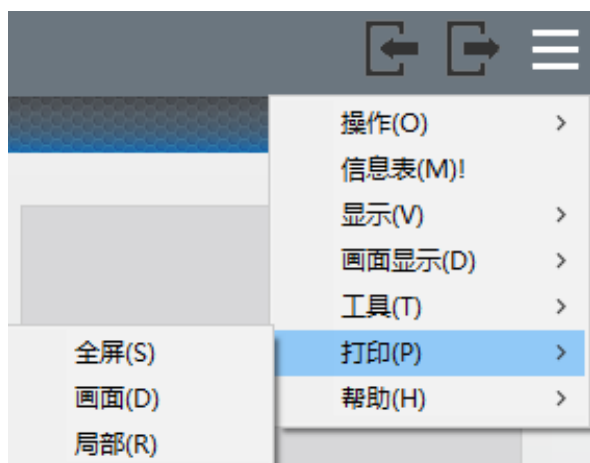 操作(O)
信息表(M)!
显示(V)
画面显示(D)
工具(T)
打印(P)
帮助(H)
全屏(S)
画面(D)
局部(R)